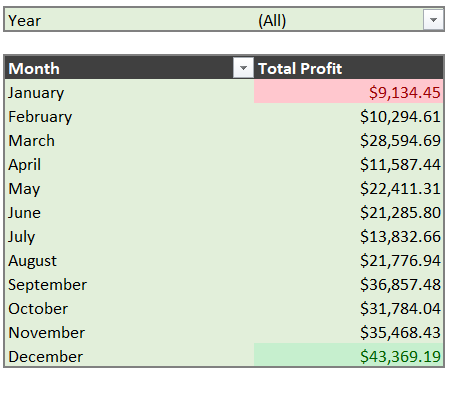 Year (All)
Month Total Profit
January $9,134.45
February $10,294.61
March $28,594.69
April $11,587.44
May $22,411.31
June $21,285.80
July $13,832.66
August $21,776.94
September $36,857.48
October $31,784.04
November $35,468.43
December $43,369.19